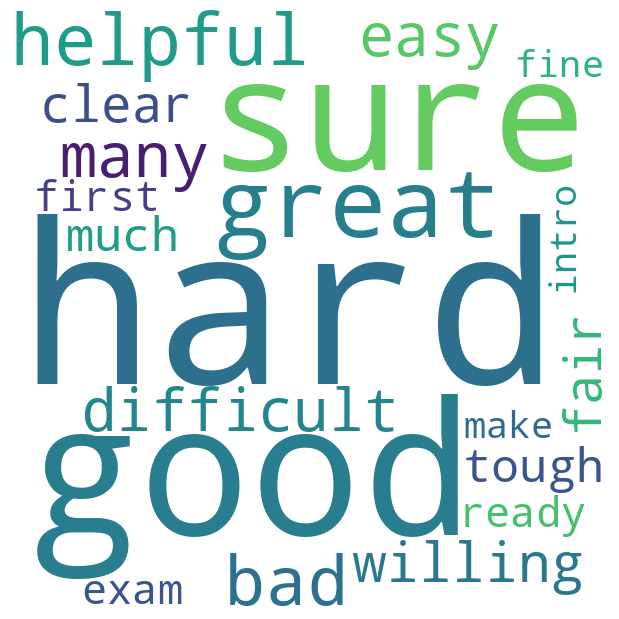 helpful
easy
fine
sure
clear
many
first
great
much
intro
hard
fair
difficult
make
good
tough
ready
willing
bad
exam